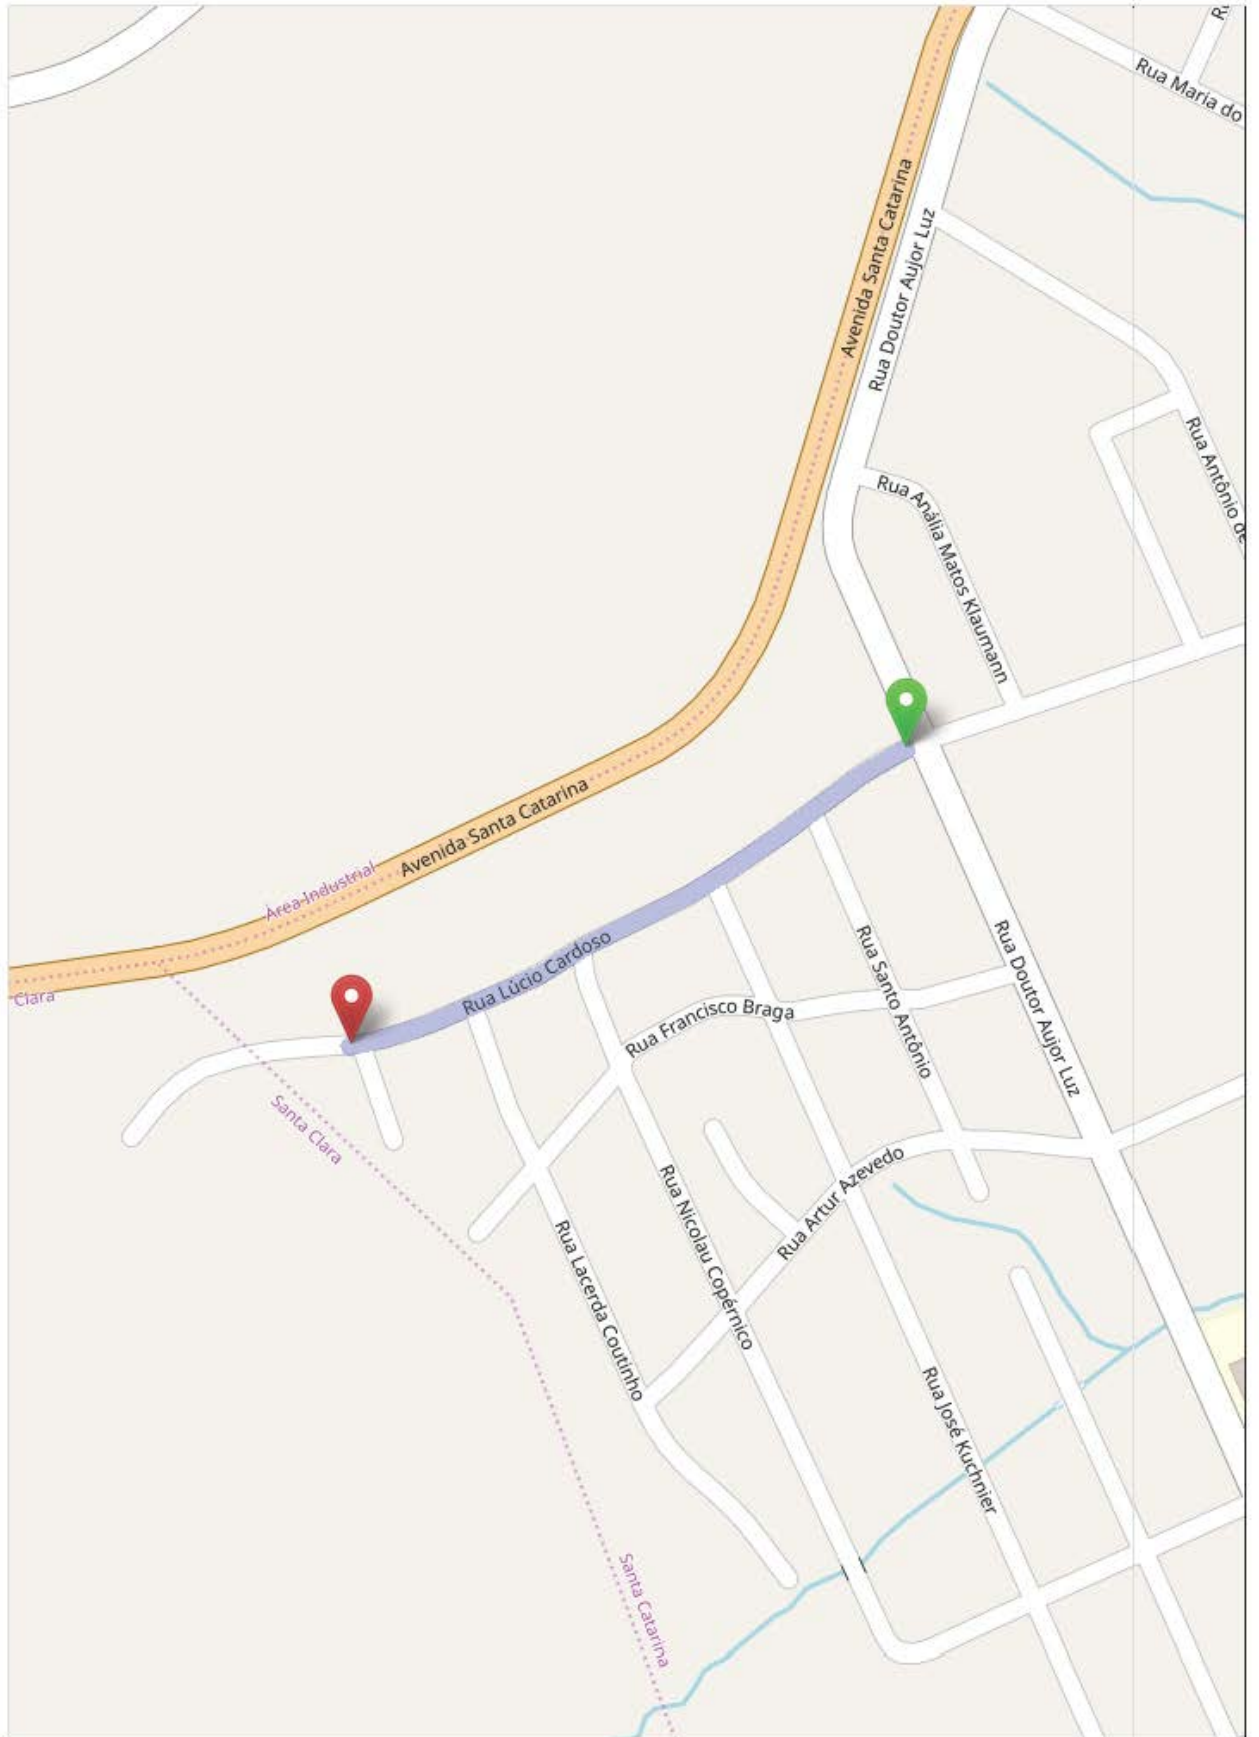 Rua Maria do
Avenida Santa Catarina
Rua Doutor Aujor Luz
Rua Antônio de
Rua Anália Matos Klaumann
Avenida Santa Catarina
Área Industrial
Clara
Rua Lúcio Cardoso
Rua Santo Antônio
Rua Doutor Aujor Luz
Rua Francisco Braga
Santa Clara
Rua Artur Azevedo
Rua Nicolau Copérnico
Rua Lacerda Coutinho
Rua José Kuchnier
Santa Catarina